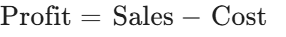 Profit = Sales − Cost